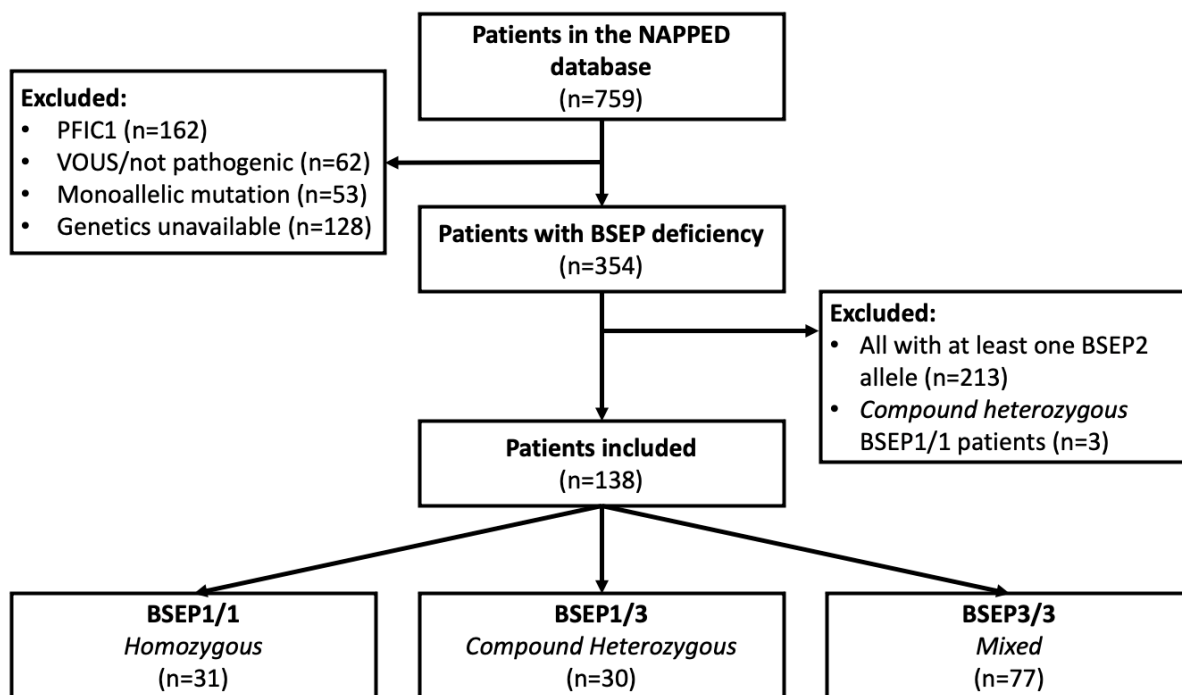 Patients in the NAPPED
database
(n=759)
Excluded:
• PFIC1 (n=162)
• VOUS/not pathogenic (n=62)
• Monoallelic mutation (n=53)
• Genetics unavailable (n=128)
Patients with BSEP deficiency
(n=354)
Excluded:
• All with at least one BSEP2
allele (n=213)
• Compound heterozygous
BSEP1/1 patients (n=3)
Patients included
(n=138)
BSEP1/1
Homozygous
(n=31)
BSEP1/3
Compound Heterozygous
(n=30)
BSEP3/3
Mixed
(n=77)